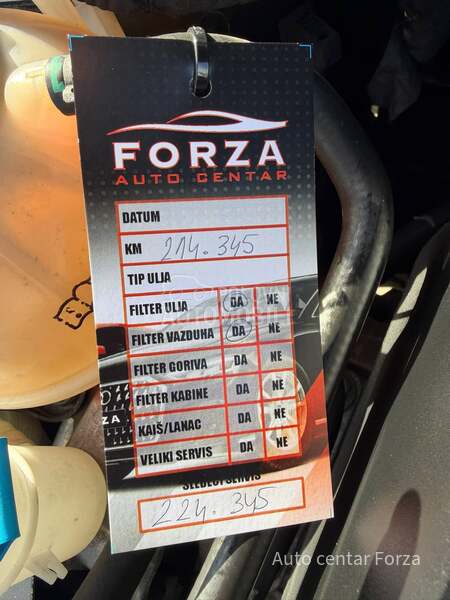 FORZA
AUTO CENTAR
DATUM
KM 214.345
TIP ULJA
FILTER ULJA DA NE
FILTER VAZDUHA DA NE
FILTER GORIVA DA NE
FILTER KABINE DA NE
KAIŠ/LANAC DA NE
VELIKI SERVIS DA NE
SLEDEĆI SERVIS
224.345
Auto centar Forza